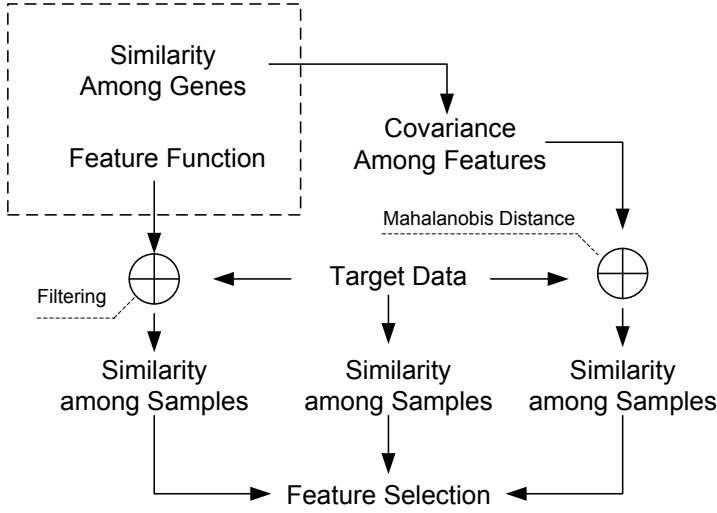 Similarity
Among Genes
Covariance
Among Features
Feature Function
Mahalanobis Distance
Target Data
Filtering
Similarity
among Samples
Similarity
among Samples
Similarity
among Samples
Feature Selection